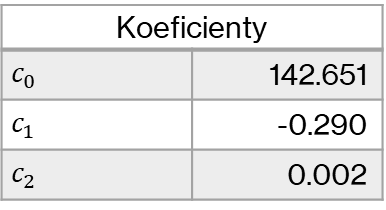 Koeficienty
c₀ 142.651
c₁ -0.290
c₂ 0.002